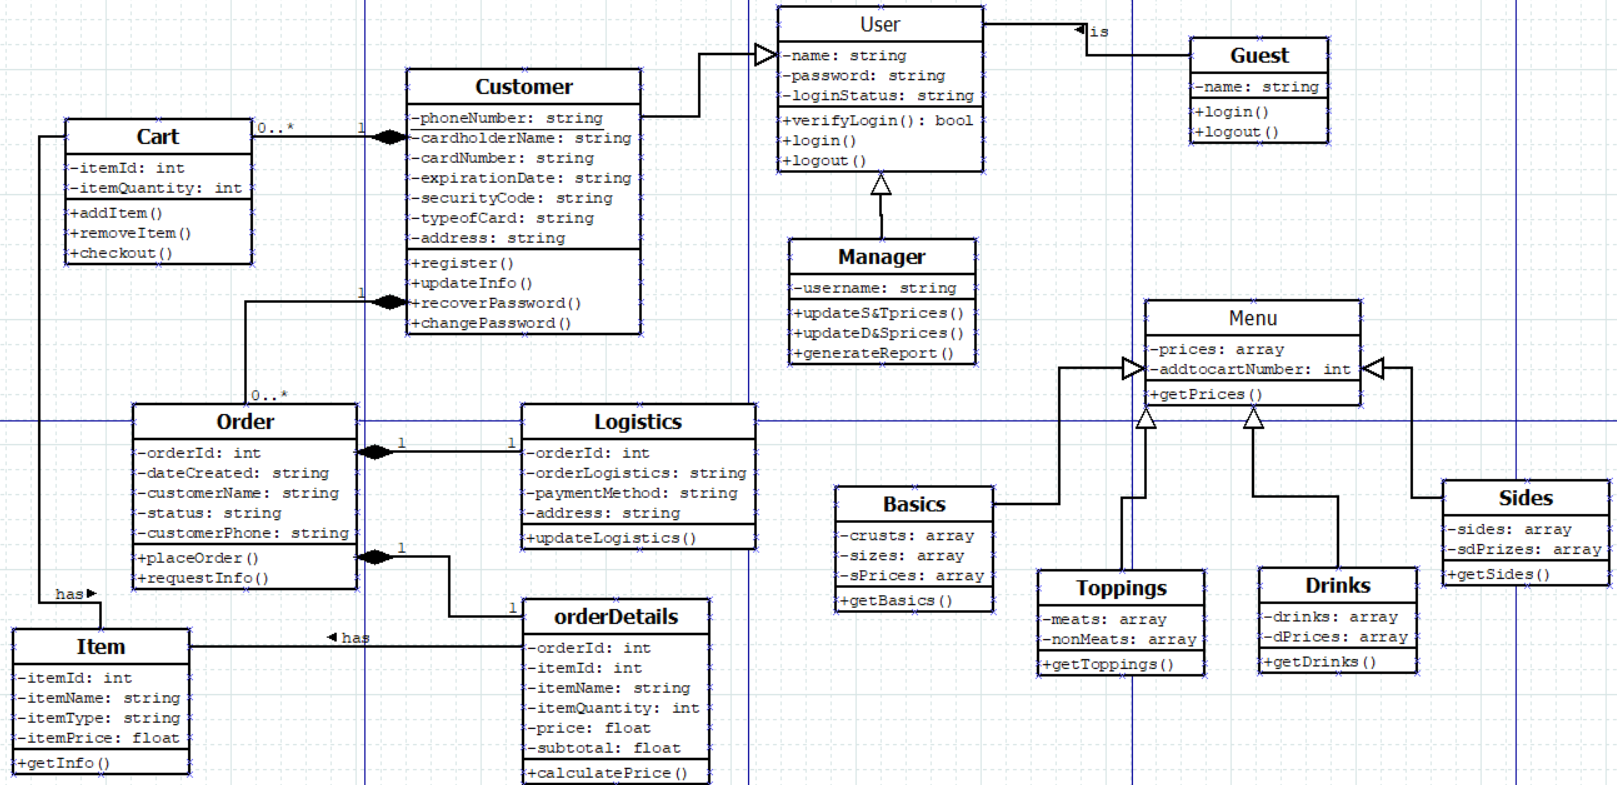 User
-name: string
-password: string
-loginStatus: string
+verifyLogin(): bool
+login()
+logout()
is
Guest
-name: string
+login()
+logout()
Customer
-phoneNumber: string
-cardholderName: string
-cardNumber: string
-expirationDate: string
-securityCode: string
-typeofCard: string
-address: string
+register()
+updateInfo()
+recoverPassword()
+changePassword()
0..*
1
Cart
-itemId: int
-itemQuantity: int
+addItem()
+removeItem()
+checkout()
1
0..*
Manager
-username: string
+updateS&Tprices()
+updateD&Sprices()
+generateReport()
Menu
-prices: array
-addtocartNumber: int
+getPrices()
Order
-orderId: int
-dateCreated: string
-customerName: string
-status: string
-customerPhone: string
+placeOrder()
+requestInfo()
1
1
Logistics
-orderId: int
-orderLogistics: string
-paymentMethod: string
-address: string
+updateLogistics()
1
1
Basics
-crusts: array
-sizes: array
-sPrices: array
+getBasics()
Toppings
-meats: array
-nonMeats: array
+getToppings()
Drinks
-drinks: array
-dPrices: array
+getDrinks()
Sides
-sides: array
-sdPrizes: array
+getSides()
has
Item
-itemId: int
-itemName: string
-itemType: string
-itemPrice: float
+getInfo()
has
orderDetails
-orderId: int
-itemId: int
-itemName: string
-itemQuantity: int
-price: float
-subtotal: float
+calculatePrice()